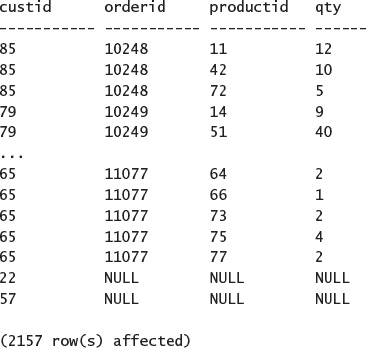 custid orderid productid qty
----------- ----------- ----------- ------
85 10248 11 12
85 10248 42 10
85 10248 72 5
79 10249 14 9
79 10249 51 40
...
65 11077 64 2
65 11077 66 1
65 11077 73 2
65 11077 75 4
65 11077 77 2
22 NULL NULL NULL
57 NULL NULL NULL
(2157 row(s) affected)